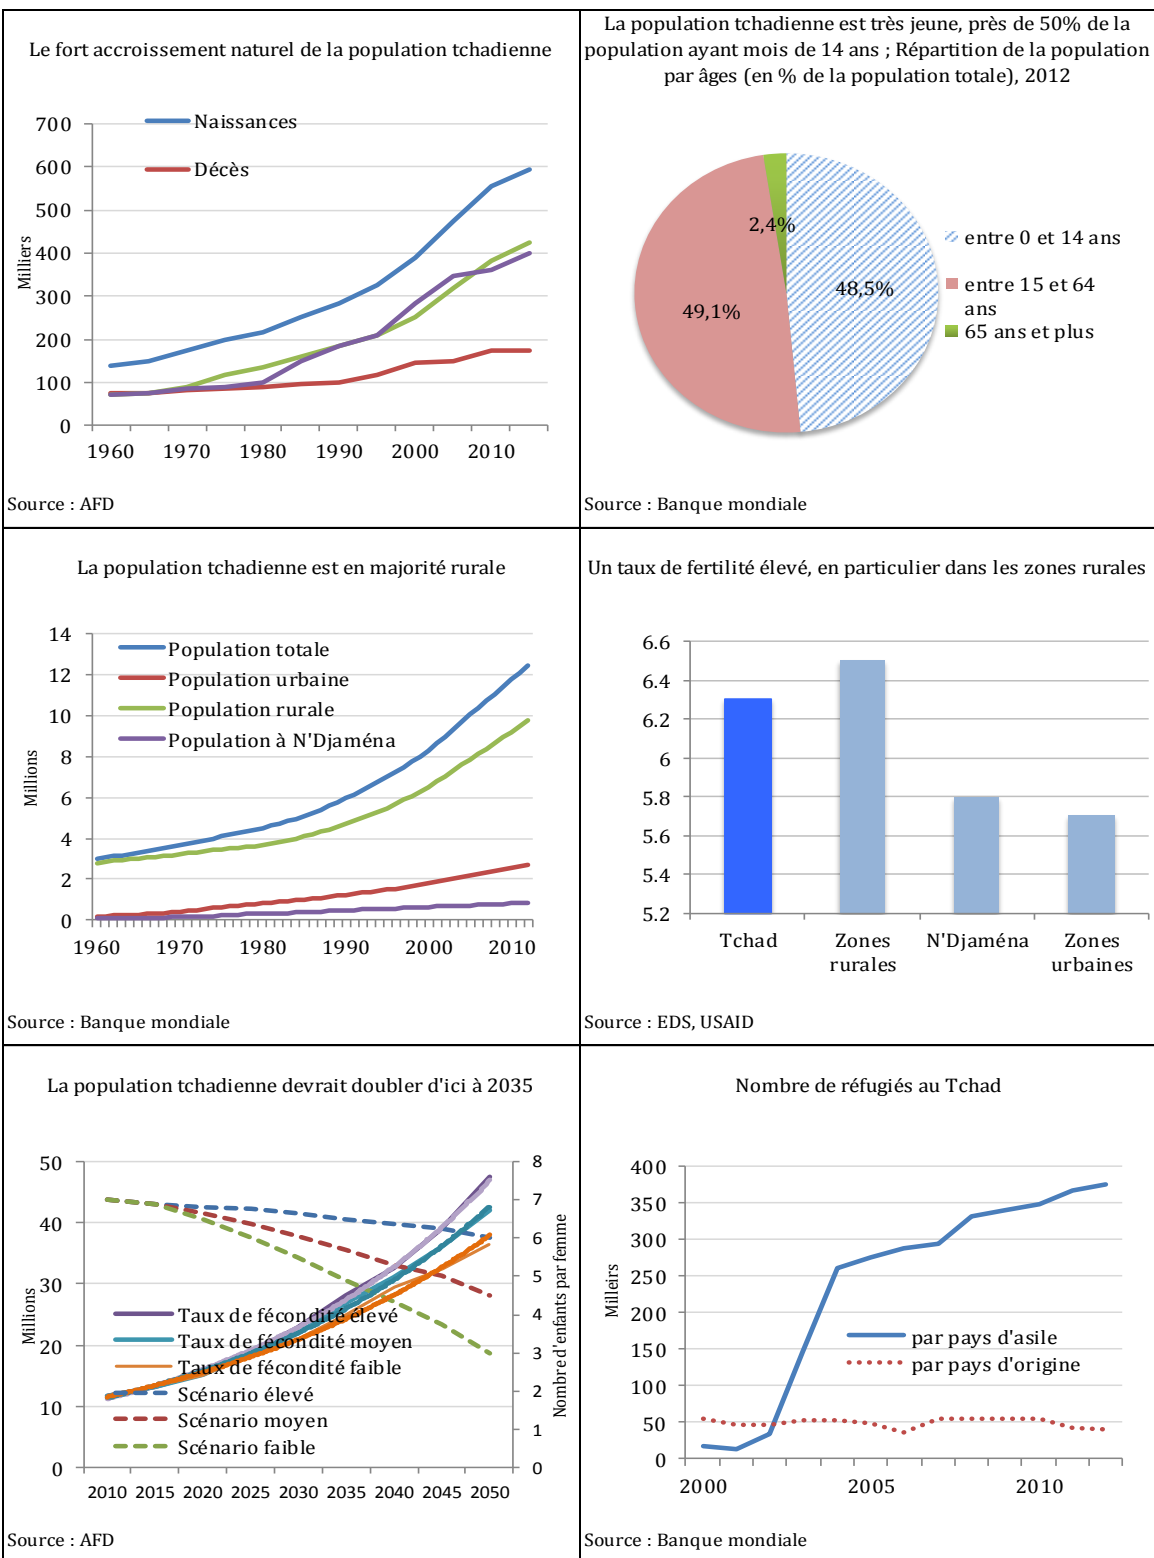 Le fort accroissement naturel de la population tchadienne
Naissances
Décès
700
600
500
400
300
200
100
0
Milliers
1960 1970 1980 1990 2000 2010
Source : AFD
La population tchadienne est très jeune, près de 50% de la
population ayant mois de 14 ans ; Répartition de la population
par âges (en % de la population totale), 2012
2,4%
48,5%
49,1%
entre 0 et 14 ans
entre 15 et 64
ans
65 ans et plus
Source : Banque mondiale
La population tchadienne est en majorité rurale
14
12
10
8
6
4
2
0
Millions
Population totale
Population urbaine
Population rurale
Population à N'Djaména
1960 1970 1980 1990 2000 2010
Source : Banque mondiale
Un taux de fertilité élevé, en particulier dans les zones rurales
6.6
6.4
6.2
6
5.8
5.6
5.4
5.2
Tchad Zones N'Djaména Zones
rurales urbaines
Source : EDS, USAID
La population tchadienne devrait doubler d'ici à 2035
50
40
30
20
10
0
Millions
8
7
6
5
4
3
2
1
0
Nombre d'enfants par femme
Taux de fécondité élevé
Taux de fécondité moyen
Taux de fécondité faible
Scénario élevé
Scénario moyen
Scénario faible
2010 2015 2020 2025 2030 2035 2040 2045 2050
Source : AFD
Nombre de réfugiés au Tchad
400
350
300
250
200
150
100
50
0
Milleirs
par pays d'asile
par pays d'origine
2000 2005 2010
Source : Banque mondiale